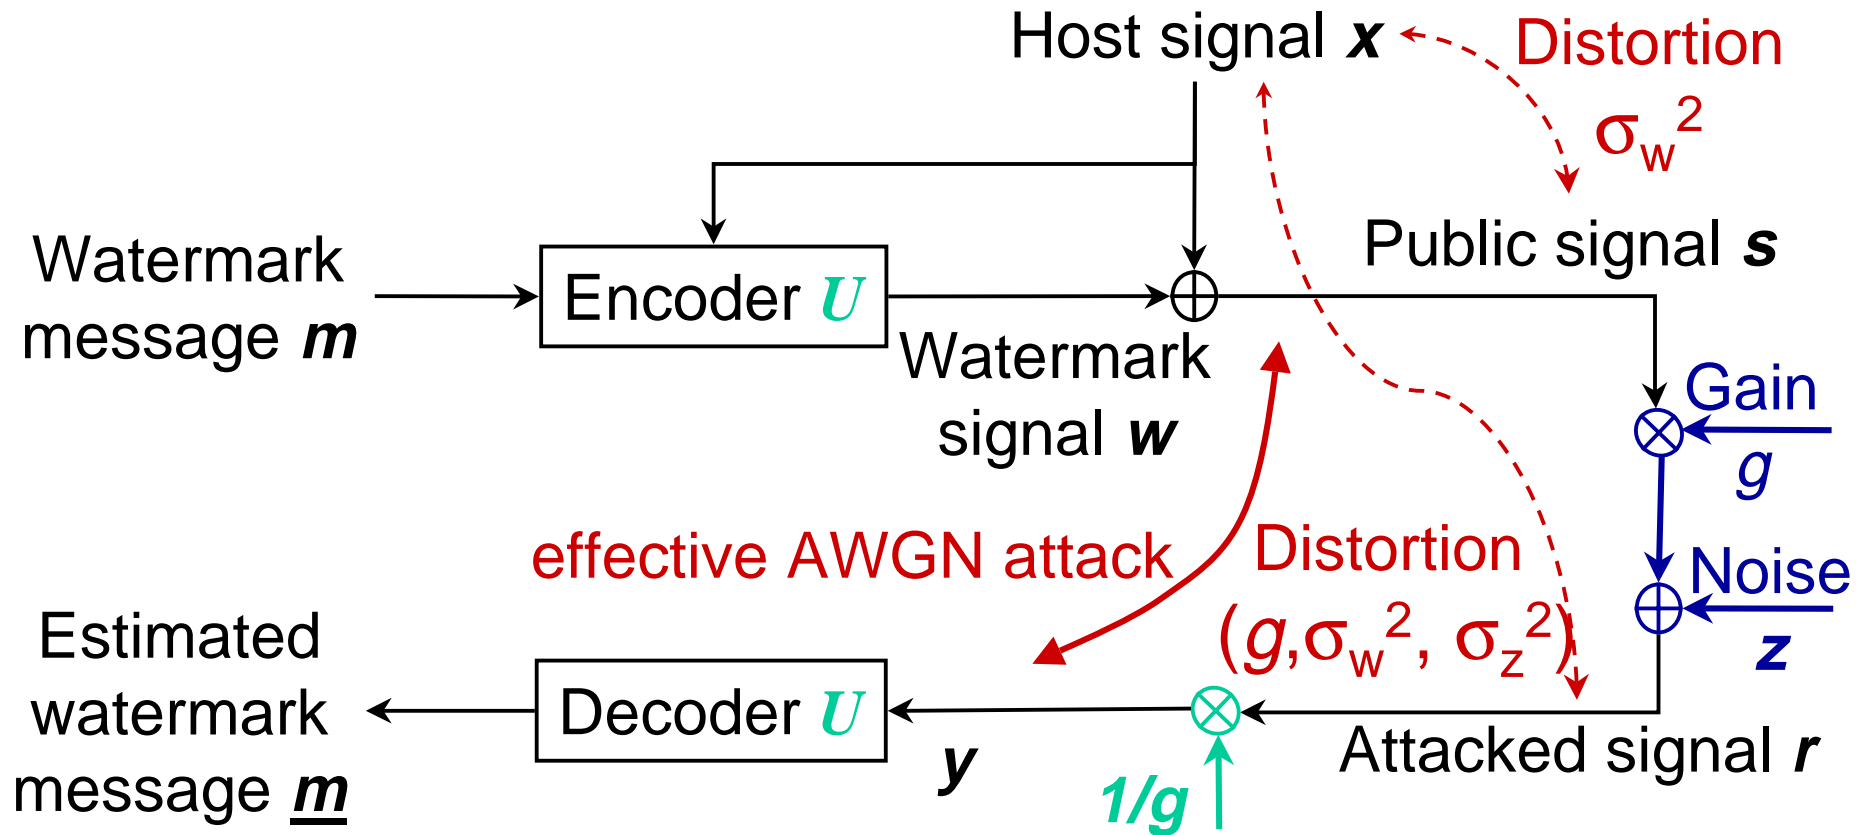 Host signal x
Distortion
σw²
Watermark
message m
Encoder U
Public signal s
Watermark
signal w
Gain
g
effective AWGN attack
Distortion
(g,σw², σz²)
Noise
z
Estimated
watermark
message m
Decoder U
y
1/g
Attacked signal r